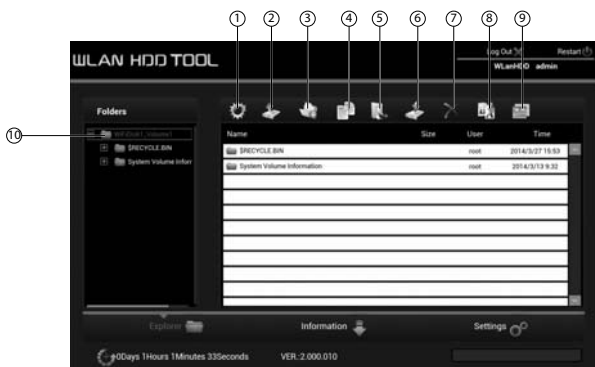 ① ② ③ ④ ⑤ ⑥ ⑦ ⑧ ⑨
Log Out Restart
WLAN HDD TOOL
WLanHDD admin
Folders
⑩
Name Size User Time
$RECYCLE.BIN
$RECYCLE.BIN root 2014/3/27 15:53
System Volume Infor
System Volume Information root 2014/3/13 9:32
Explorer Information Settings
0Days 1Hours 1Minutes 33Seconds VER.:2.000.010